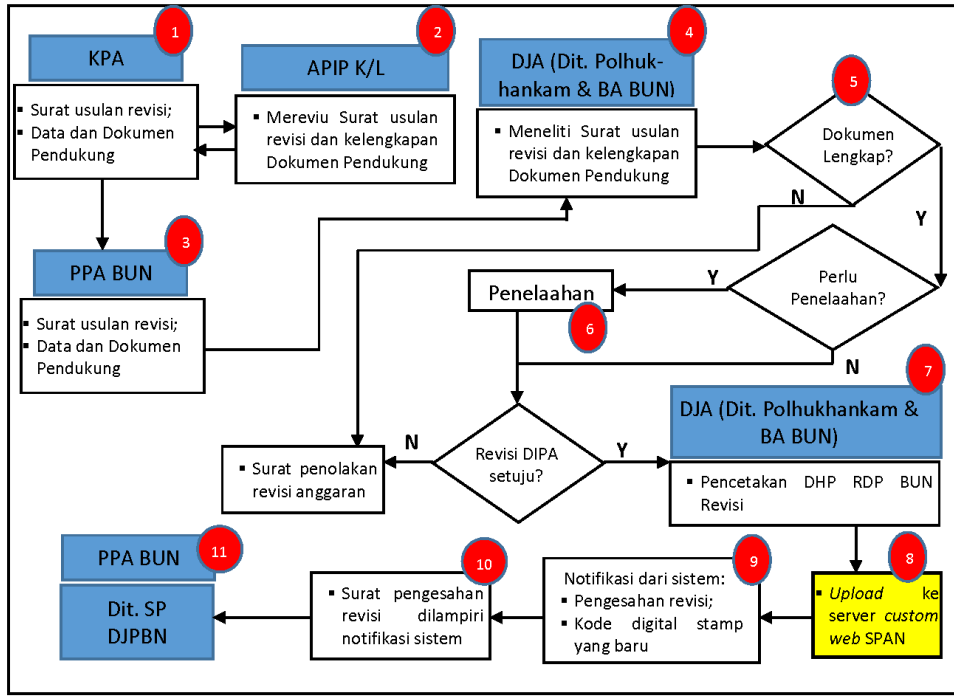 1
KPA
▪ Surat usulan revisi;
▪ Data dan Dokumen
Pendukung
2
APIP K/L
▪ Mereviu Surat usulan
revisi dan kelengkapan
Dokumen Pendukung
3
PPA BUN
▪ Surat usulan revisi;
▪ Data dan Dokumen
Pendukung
4
DJA (Dit. Polhuk-
hankam & BA BUN)
▪ Meneliti Surat usulan
revisi dan kelengkapan
Dokumen Pendukung
5
Dokumen
Lengkap?
N
Y
Perlu
Penelaahan?
Y
N
Penelaahan
6
Revisi DIPA
setuju?
N
Y
▪ Surat penolakan
revisi anggaran
7
DJA (Dit. Polhukhankam &
BA BUN)
▪ Pencetakan DHP RDP BUN
Revisi
8
▪ Upload ke
server custom
web SPAN
9
Notifikasi dari sistem:
▪ Pengesahan revisi;
▪ Kode digital stamp
yang baru
10
▪ Surat pengesahan
revisi dilampiri
notifikasi sistem
11
PPA BUN
Dit. SP
DJPBN